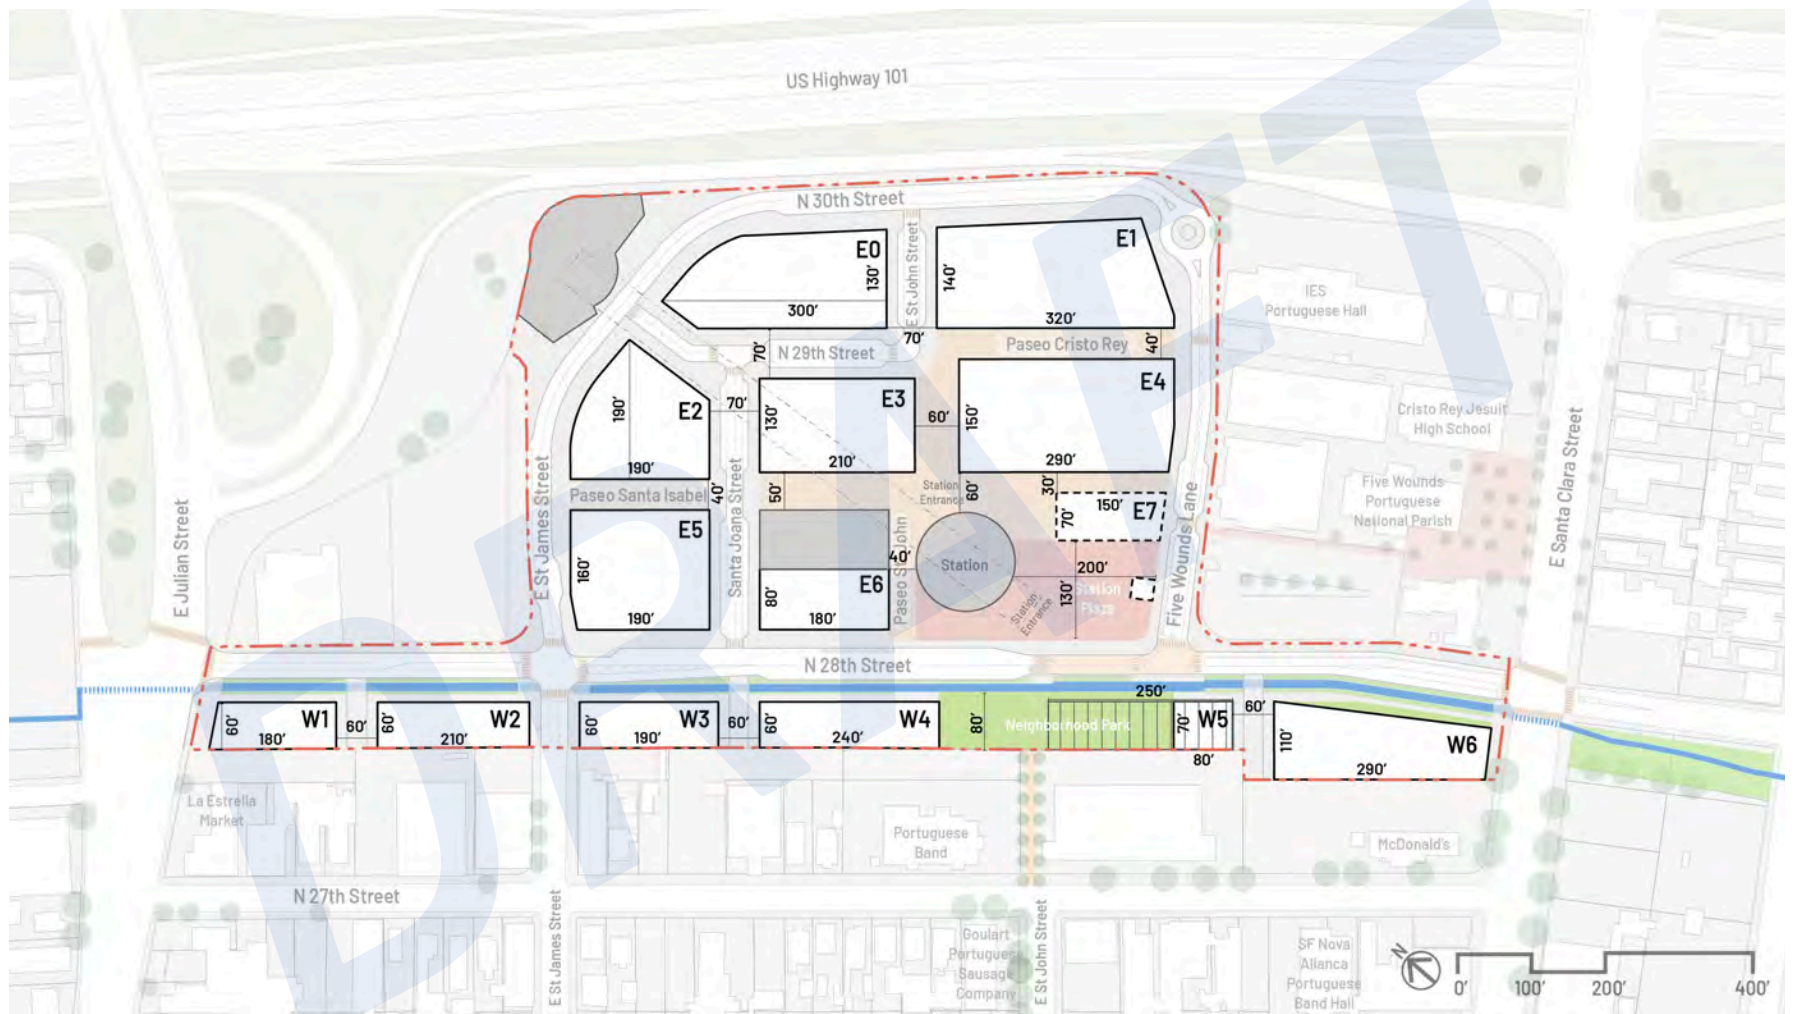 US Highway 101
N 30th Street
E0
130'
300'
E St John Street
E1
140'
320'
IES
Portuguese Hall
70'
N 29th Street
70'
Paseo Cristo Rey
40'
E2
190'
190'
70'
E3
130'
210'
60'
E4
150'
290'
Cristo Rey Jesuit
High School
E St James Street
Paseo Santa Isabel
40'
Santa Joana Street
50'
Station
Entrance
60'
30'
E7
150'
70'
Five Wounds
Portuguese
National Parish
E Santa Clara Street
E Julian Street
E5
160'
190'
E6
80'
180'
40'
Paseo St John
Station
200'
130'
Station
Plaza
Station
Entrance
Five Wounds Lane
N 28th Street
W1
60'
180'
60'
W2
60'
210'
W3
60'
190'
60'
W4
60'
240'
80'
Neighborhood Park
250'
W5
70'
80'
60'
W6
110'
290'
La Estrella
Market
Portuguese
Band
McDonald's
N 27th Street
E St James Street
Goulart
Portuguese
Sausage
Company
E St John Street
SF Nova
Alianca
Portuguese
Band Hall
N
0'
100'
200'
400'
DRAFT